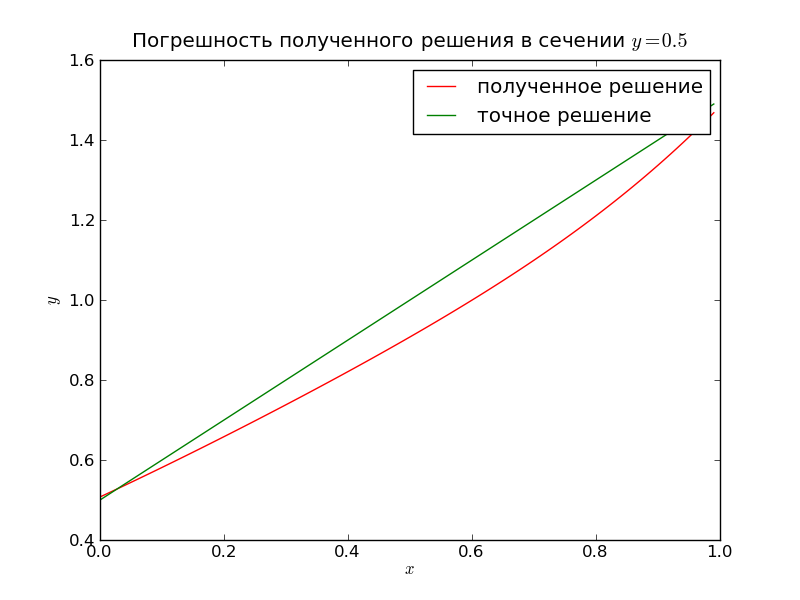 Погрешность полученного решения в сечении y=0.5
полученное решение
точное решение
1.6
1.4
1.2
1.0
0.8
0.6
0.4
y
0.0 0.2 0.4 0.6 0.8 1.0
x